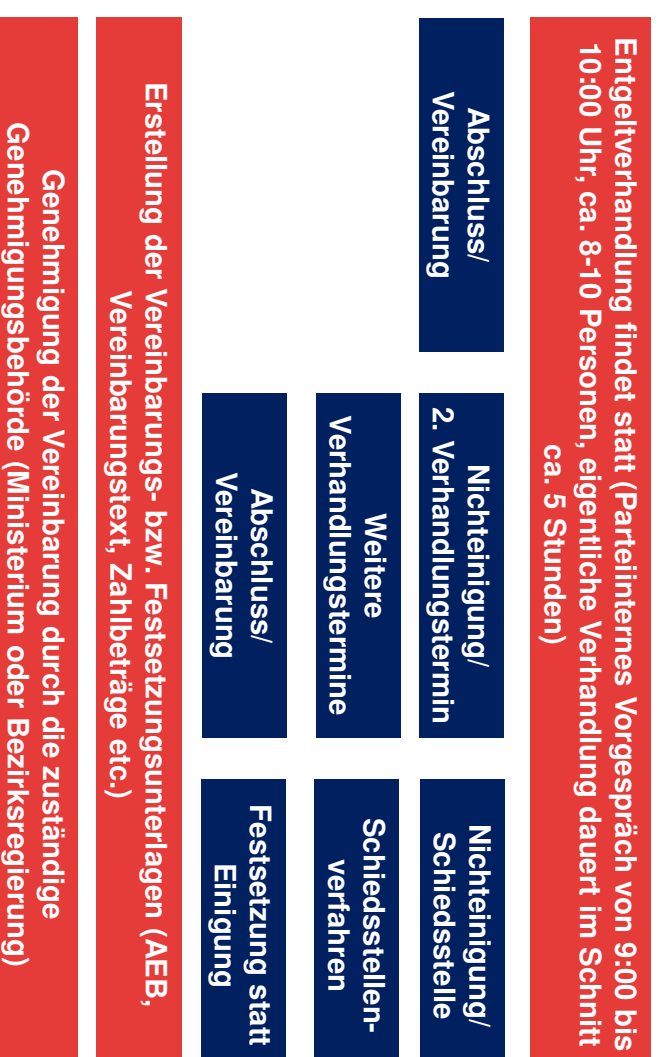 Entgeltverhandlung findet statt (Parteiinternes Vorgespräch von 9:00 bis
10:00 Uhr, ca. 8-10 Personen, eigentliche Verhandlung dauert im Schnitt
ca. 5 Stunden)
Abschluss/
Vereinbarung
Nichteinigung/
2. Verhandlungstermin
Nichteinigung/
Schiedsstelle
Weitere
Verhandlungstermine
Schiedsstellen-
verfahren
Abschluss/
Vereinbarung
Festsetzung statt
Einigung
Erstellung der Vereinbarungs- bzw. Festsetzungsunterlagen (AEB,
Vereinbarungstext, Zahlbeträge etc.)
Genehmigung der Vereinbarung durch die zuständige
Genehmigungsbehörde (Ministerium oder Bezirksregierung)